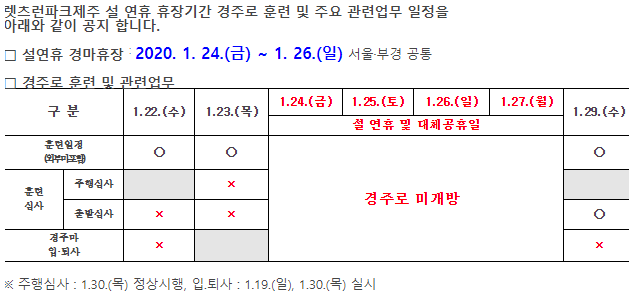 렛츠런파크제주 설 연휴 휴장기간 경주로 훈련 및 주요 관련업무 일정을
아래와 같이 공지 합니다.
□ 설연휴 경마휴장 : 2020. 1. 24.(금) ~ 1. 26.(일) 서울·부경 공통
□ 경주로 훈련 및 관련업무
구 분 1.22.(수) 1.23.(목) 1.24.(금) 1.25.(토) 1.26.(일) 1.27.(월) 1.29.(수)
설 연휴 및 대체공휴일
훈련일정 ○ ○ ○
(외부마포함)
훈련
심사
주행심사 ×
출발심사 × × ○
경주로 미개방
경주마
입·퇴사 × ×
※ 주행심사 : 1.30.(목) 정상시행, 입.퇴사 : 1.19.(일), 1.30.(목) 실시